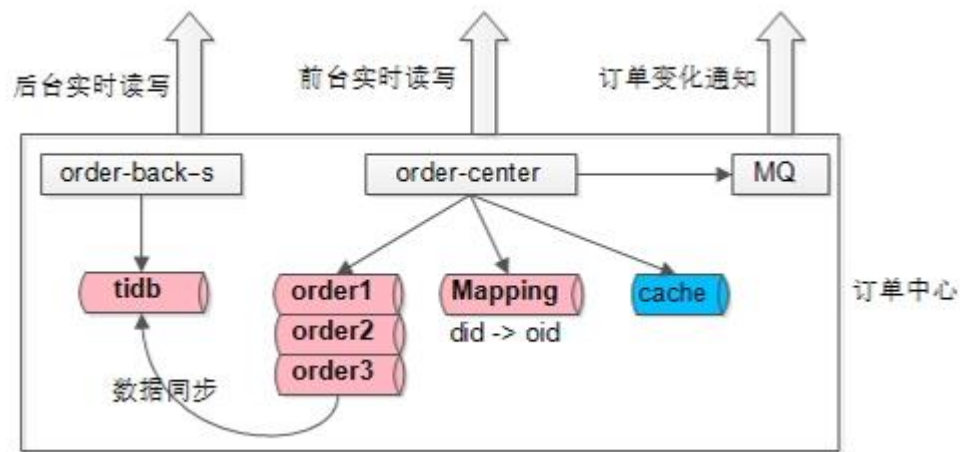 后台实时读写
前台实时读写
订单变化通知
order-back-s
order-center
MQ
tidb
order1
order2
order3
Mapping
did -> oid
cache
订单中心
数据同步